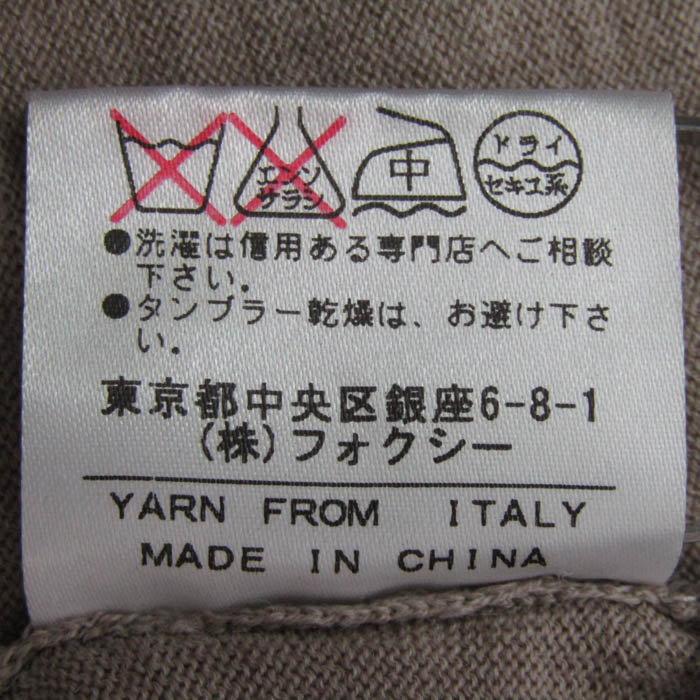 エンソ
サラシ
中
ドライ
セキユ系
●洗濯は信用ある専門店へご相談
下さい。
●タンブラー乾燥は、お避け下さ
い。
東京都中央区銀座6-8-1
(株)フォクシー
YARN FROM ITALY
MADE IN CHINA